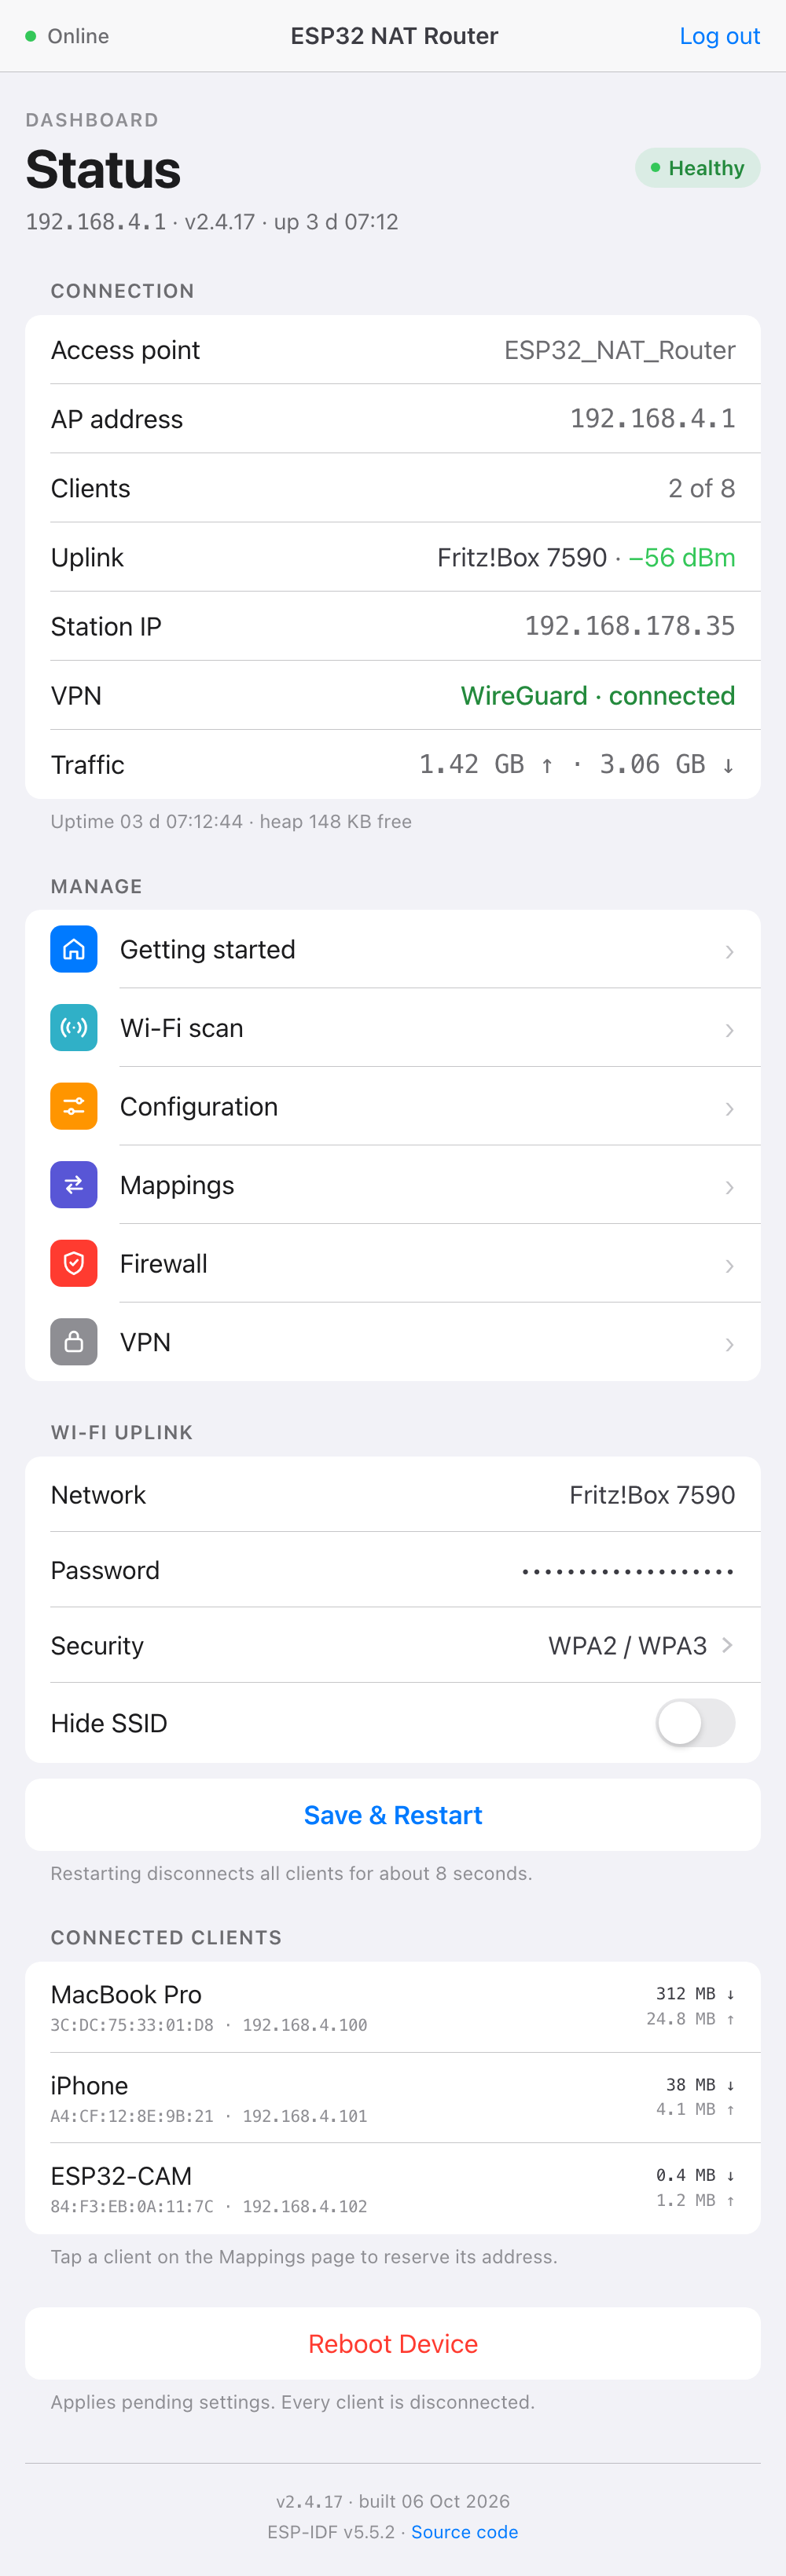 Online
ESP32 NAT Router
Log out
DASHBOARD
Status
Healthy
192.168.4.1 · v2.4.17 · up 3 d 07:12
CONNECTION
Access point ESP32_NAT_Router
AP address 192.168.4.1
Clients 2 of 8
Uplink Fritz!Box 7590 · −56 dBm
Station IP 192.168.178.35
VPN WireGuard · connected
Traffic 1.42 GB ↑ · 3.06 GB ↓
Uptime 03 d 07:12:44 · heap 148 KB free
MANAGE
Getting started
Wi-Fi scan
Configuration
Mappings
Firewall
VPN
WI-FI UPLINK
Network Fritz!Box 7590
Password •••••••••••••••••••
Security WPA2 / WPA3
Hide SSID
Save & Restart
Restarting disconnects all clients for about 8 seconds.
CONNECTED CLIENTS
MacBook Pro 312 MB ↓
3C:DC:75:33:01:D8 · 192.168.4.100 24.8 MB ↑
iPhone 38 MB ↓
A4:CF:12:8E:9B:21 · 192.168.4.101 4.1 MB ↑
ESP32-CAM 0.4 MB ↓
84:F3:EB:0A:11:7C · 192.168.4.102 1.2 MB ↑
Tap a client on the Mappings page to reserve its address.
Reboot Device
Applies pending settings. Every client is disconnected.
v2.4.17 · built 06 Oct 2026
ESP-IDF v5.5.2 · Source code